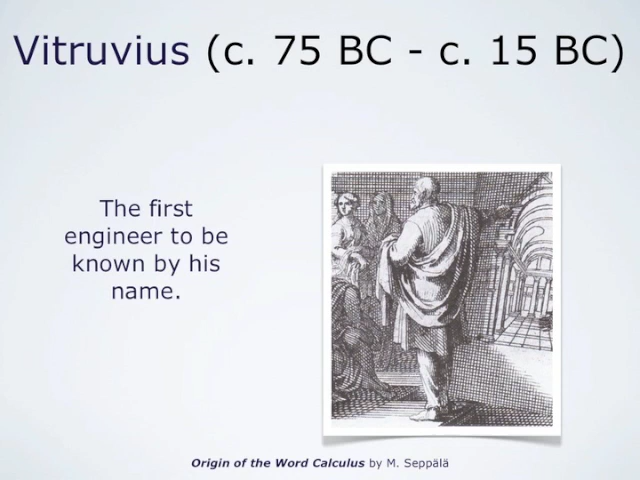 Vitruvius (c. 75 BC - c. 15 BC)
The first
engineer to be
known by his
name.
Origin of the Word Calculus by M. Seppälä